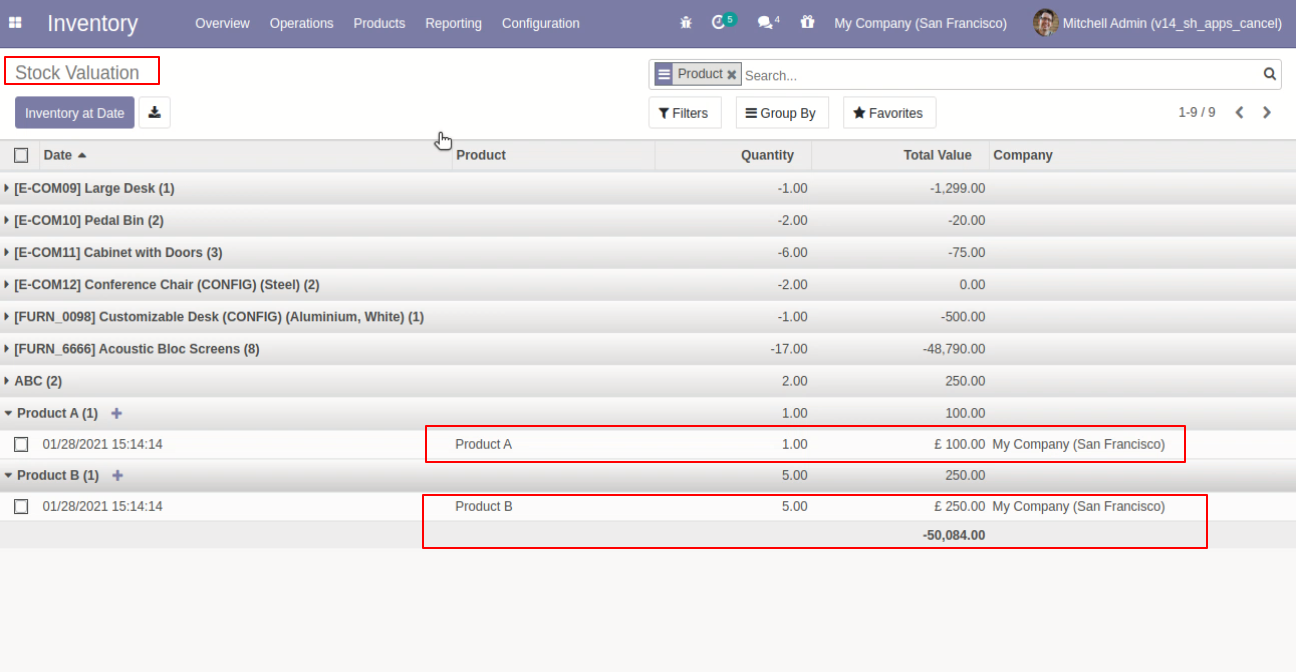 Inventory Overview Operations Products Reporting Configuration 5 4 My Company (San Francisco) Mitchell Admin (v14_sh_apps_cancel)
Stock Valuation Product Search...
Inventory at Date Filters Group By Favorites 1-9 / 9
Date Product Quantity Total Value Company
[E-COM09] Large Desk (1) -1.00 -1,299.00
[E-COM10] Pedal Bin (2) -2.00 -20.00
[E-COM11] Cabinet with Doors (3) -6.00 -75.00
[E-COM12] Conference Chair (CONFIG) (Steel) (2) -2.00 0.00
[FURN_0098] Customizable Desk (CONFIG) (Aluminium, White) (1) -1.00 -500.00
[FURN_6666] Acoustic Bloc Screens (8) -17.00 -48,790.00
ABC (2) 2.00 250.00
Product A (1) 1.00 100.00
01/28/2021 15:14:14 Product A 1.00 £ 100.00 My Company (San Francisco)
Product B (1) 5.00 250.00
01/28/2021 15:14:14 Product B 5.00 £ 250.00 My Company (San Francisco)
-50,084.00